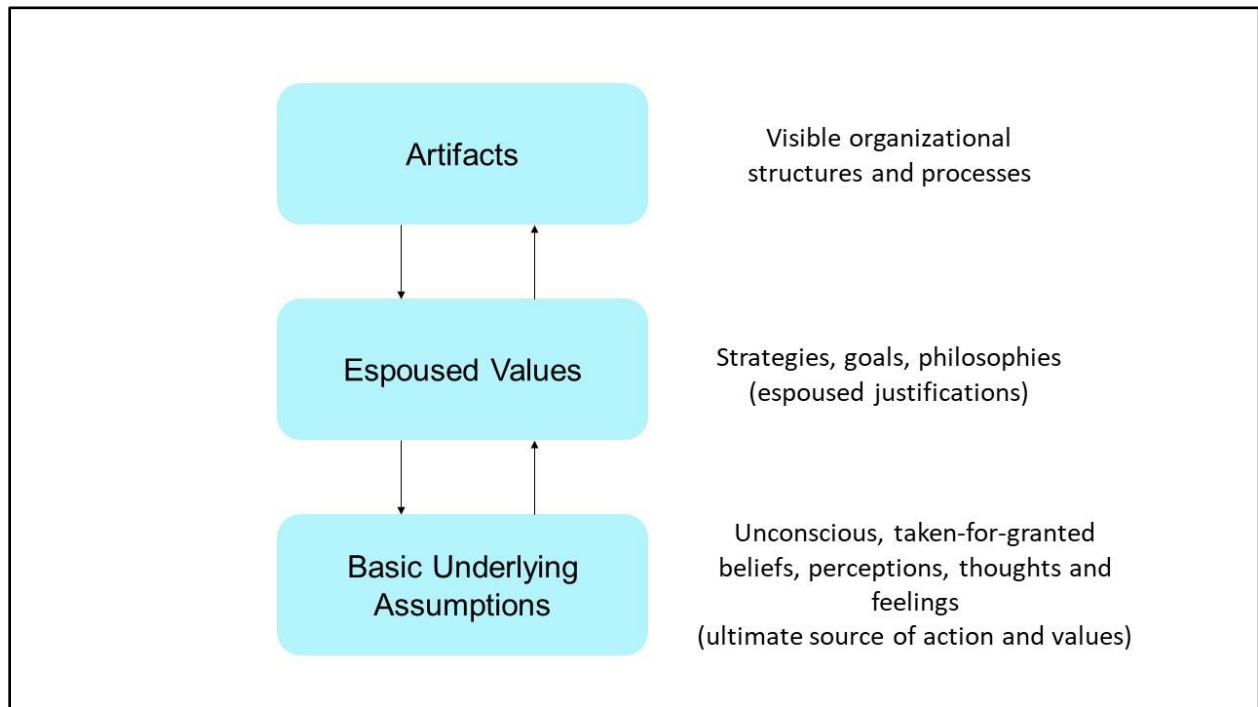 Artifacts
Visible organizational
structures and processes
Espoused Values
Strategies, goals, philosophies
(espoused justifications)
Basic Underlying
Assumptions
Unconscious, taken-for-granted
beliefs, perceptions, thoughts and
feelings
(ultimate source of action and values)